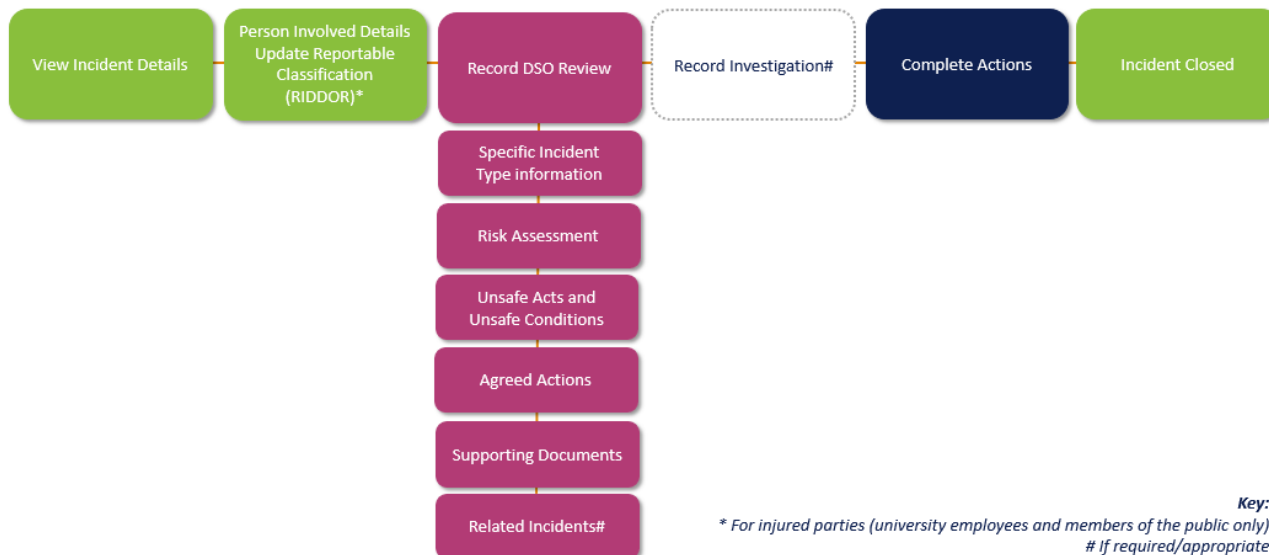 View Incident Details
Person Involved Details
Update Reportable
Classification
(RIDDOR)*
Record DSO Review
Record Investigation#
Complete Actions
Incident Closed
Specific Incident
Type information
Risk Assessment
Unsafe Acts and
Unsafe Conditions
Agreed Actions
Supporting Documents
Related Incidents#
Key:
* For injured parties (university employees and members of the public only)
# If required/appropriate